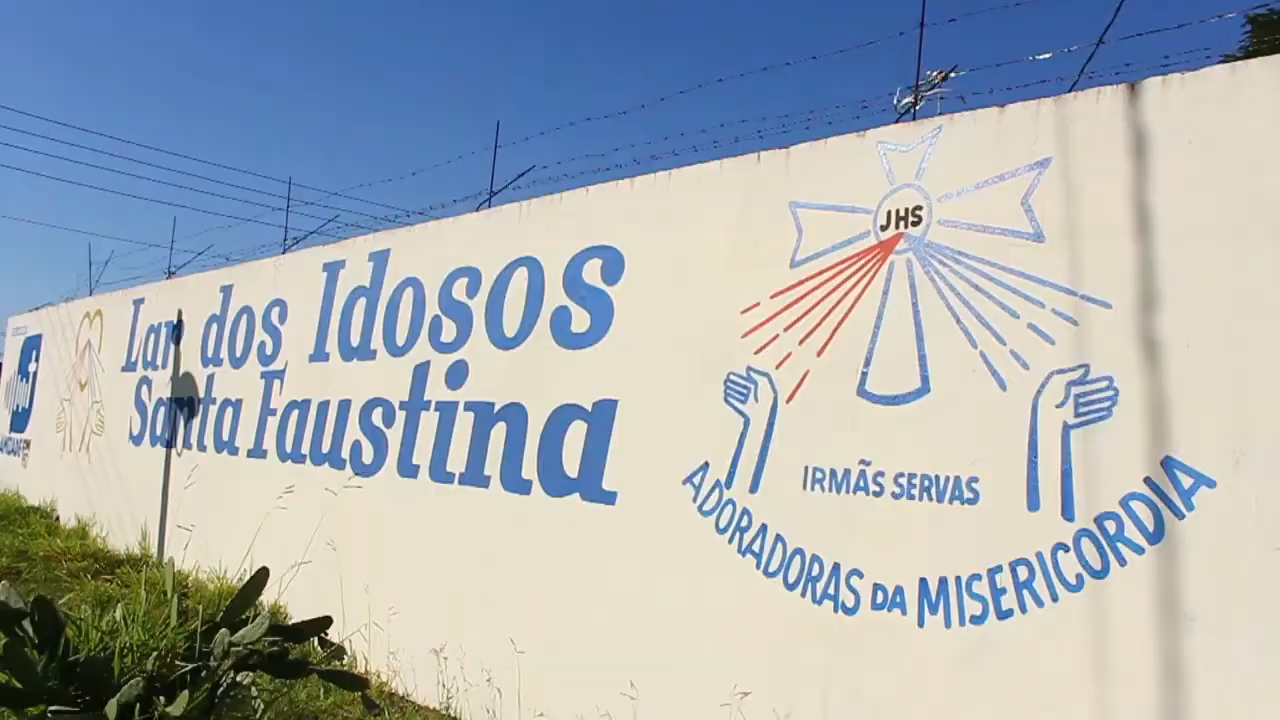 Lar dos Idosos
Santa Faustina
JHS
IRMÃS SERVAS
ADORADORAS DA MISERICORDIA